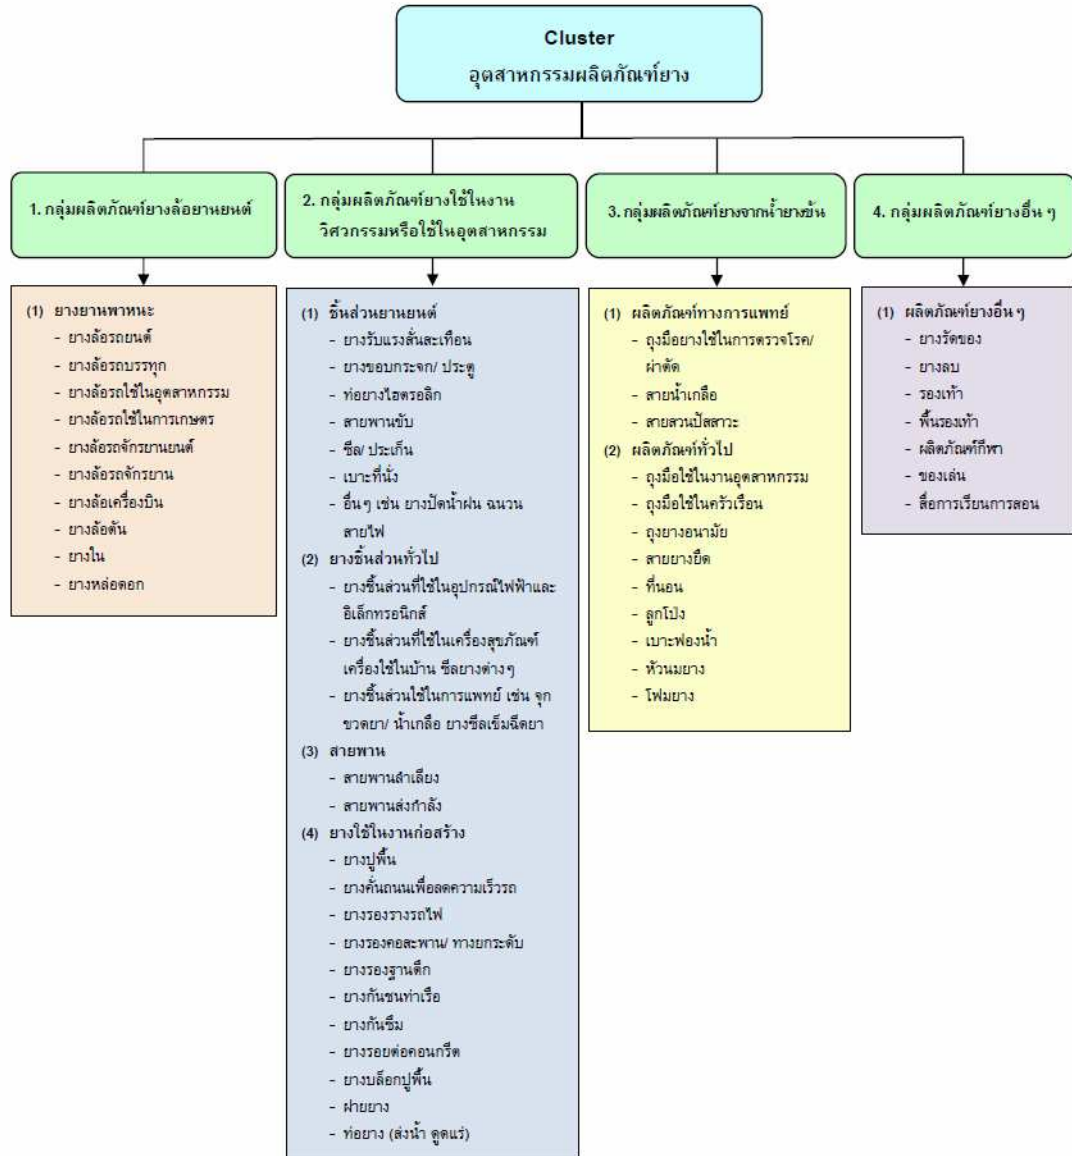 Cluster
อุตสาหกรรมผลิตภัณฑ์ยาง
1. กลุ่มผลิตภัณฑ์ยางล้อยานยนต์
2. กลุ่มผลิตภัณฑ์ยางใช้ในงาน
วิศวกรรมหรือใช้ในอุตสาหกรรม
3. กลุ่มผลิตภัณฑ์ยางจากน้ำยางข้น
4. กลุ่มผลิตภัณฑ์ยางอื่น ๆ
(1) ยางยานพาหนะ
- ยางล้อรถยนต์
- ยางล้อรถบรรทุก
- ยางล้อรถใช้ในอุตสาหกรรม
- ยางล้อรถใช้ในการเกษตร
- ยางล้อรถจักรยานยนต์
- ยางล้อรถจักรยาน
- ยางล้อเครื่องบิน
- ยางล้อตัน
- ยางใน
- ยางหล่อดอก
(1) ชิ้นส่วนยานยนต์
- ยางรับแรงสั่นสะเทือน
- ยางขอบกระจก/ ประตู
- ท่อยางไฮดรอลิก
- สายพานขับ
- ซีล/ ประเก็น
- เบาะที่นั่ง
- อื่นๆ เช่น ยางปัดน้ำฝน ฉนวน
สายไฟ
(2) ยางชิ้นส่วนทั่วไป
- ยางชิ้นส่วนที่ใช้ในอุปกรณ์ไฟฟ้าและ
อิเล็กทรอนิกส์
- ยางชิ้นส่วนที่ใช้ในเครื่องสุขภัณฑ์
เครื่องใช้ในบ้าน ซีลยางต่างๆ
- ยางชิ้นส่วนใช้ในการแพทย์ เช่น จุก
ขวดยา/ น้ำเกลือ ยางซีลเข็มฉีดยา
(3) สายพาน
- สายพานลำเลียง
- สายพานส่งกำลัง
(4) ยางใช้ในงานก่อสร้าง
- ยางปูพื้น
- ยางคั่นถนนเพื่อลดความเร็วรถ
- ยางรองรางรถไฟ
- ยางรองคอสะพาน/ ทางยกระดับ
- ยางรองฐานตึก
- ยางกันชนท่าเรือ
- ยางกันซึม
- ยางรอยต่อคอนกรีต
- ยางบล็อกปูพื้น
- ฝายยาง
- ท่อยาง (ส่งน้ำ ดูดแร่)
(1) ผลิตภัณฑ์ทางการแพทย์
- ถุงมือยางใช้ในการตรวจโรค/
ผ่าตัด
- สายน้ำเกลือ
- สายสวนปัสสาวะ
(2) ผลิตภัณฑ์ทั่วไป
- ถุงมือใช้ในงานอุตสาหกรรม
- ถุงมือใช้ในครัวเรือน
- ถุงยางอนามัย
- สายยางยืด
- ที่นอน
- ลูกโป่ง
- เบาะฟองน้ำ
- หัวนมยาง
- โฟมยาง
(1) ผลิตภัณฑ์ยางอื่น ๆ
- ยางรัดของ
- ยางลบ
- รองเท้า
- พื้นรองเท้า
- ผลิตภัณฑ์กีฬา
- ของเล่น
- สื่อการเรียนการสอน